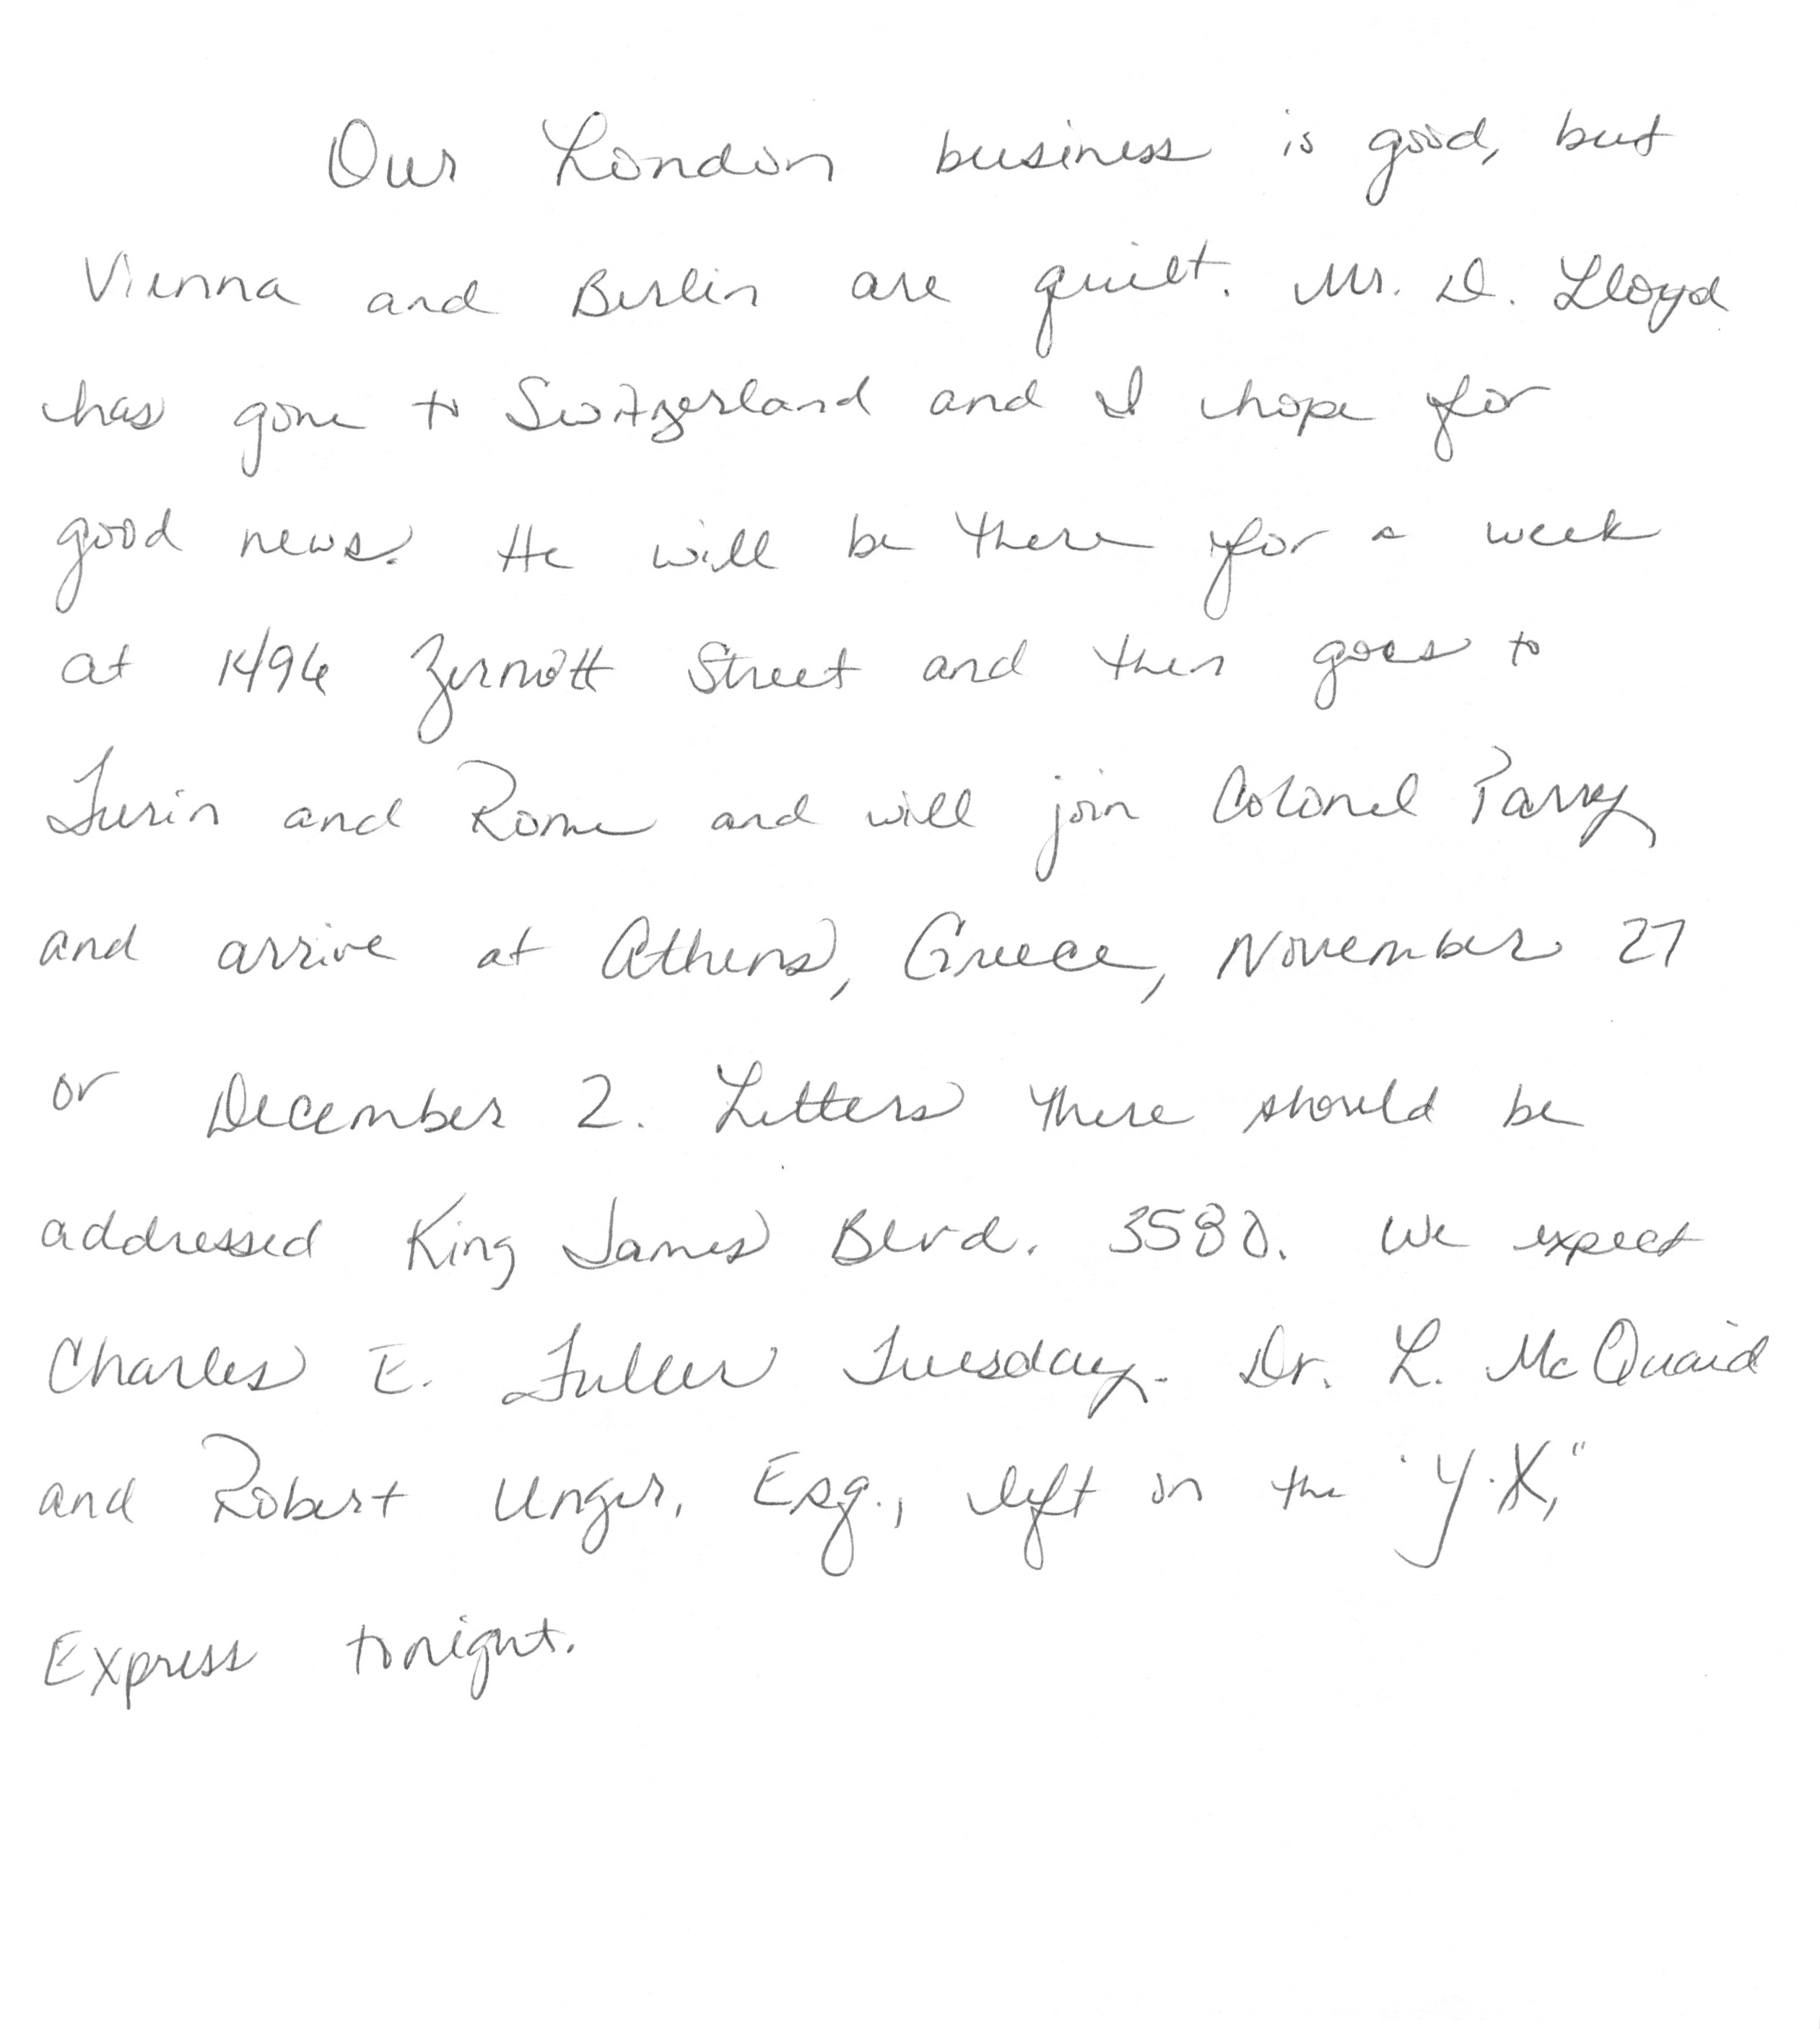 Our London business is good, but
Vienna and Berlin are quiet. Mr. D. Lloyd
has gone to Switzerland and I hope for
good news. He will be there for a week
at 1496 Zermott Street and then goes to
Turin and Rome and will join Colonel Parry
and arrive at Athens, Greece, November 27
or December 2. Letters there should be
addressed King James Blvd. 3580. We expect
Charles E. Fuller Tuesday. Dr. L. McQuaid
and Robert Unger, Esq., left in the "Y.X,"
Express tonight.